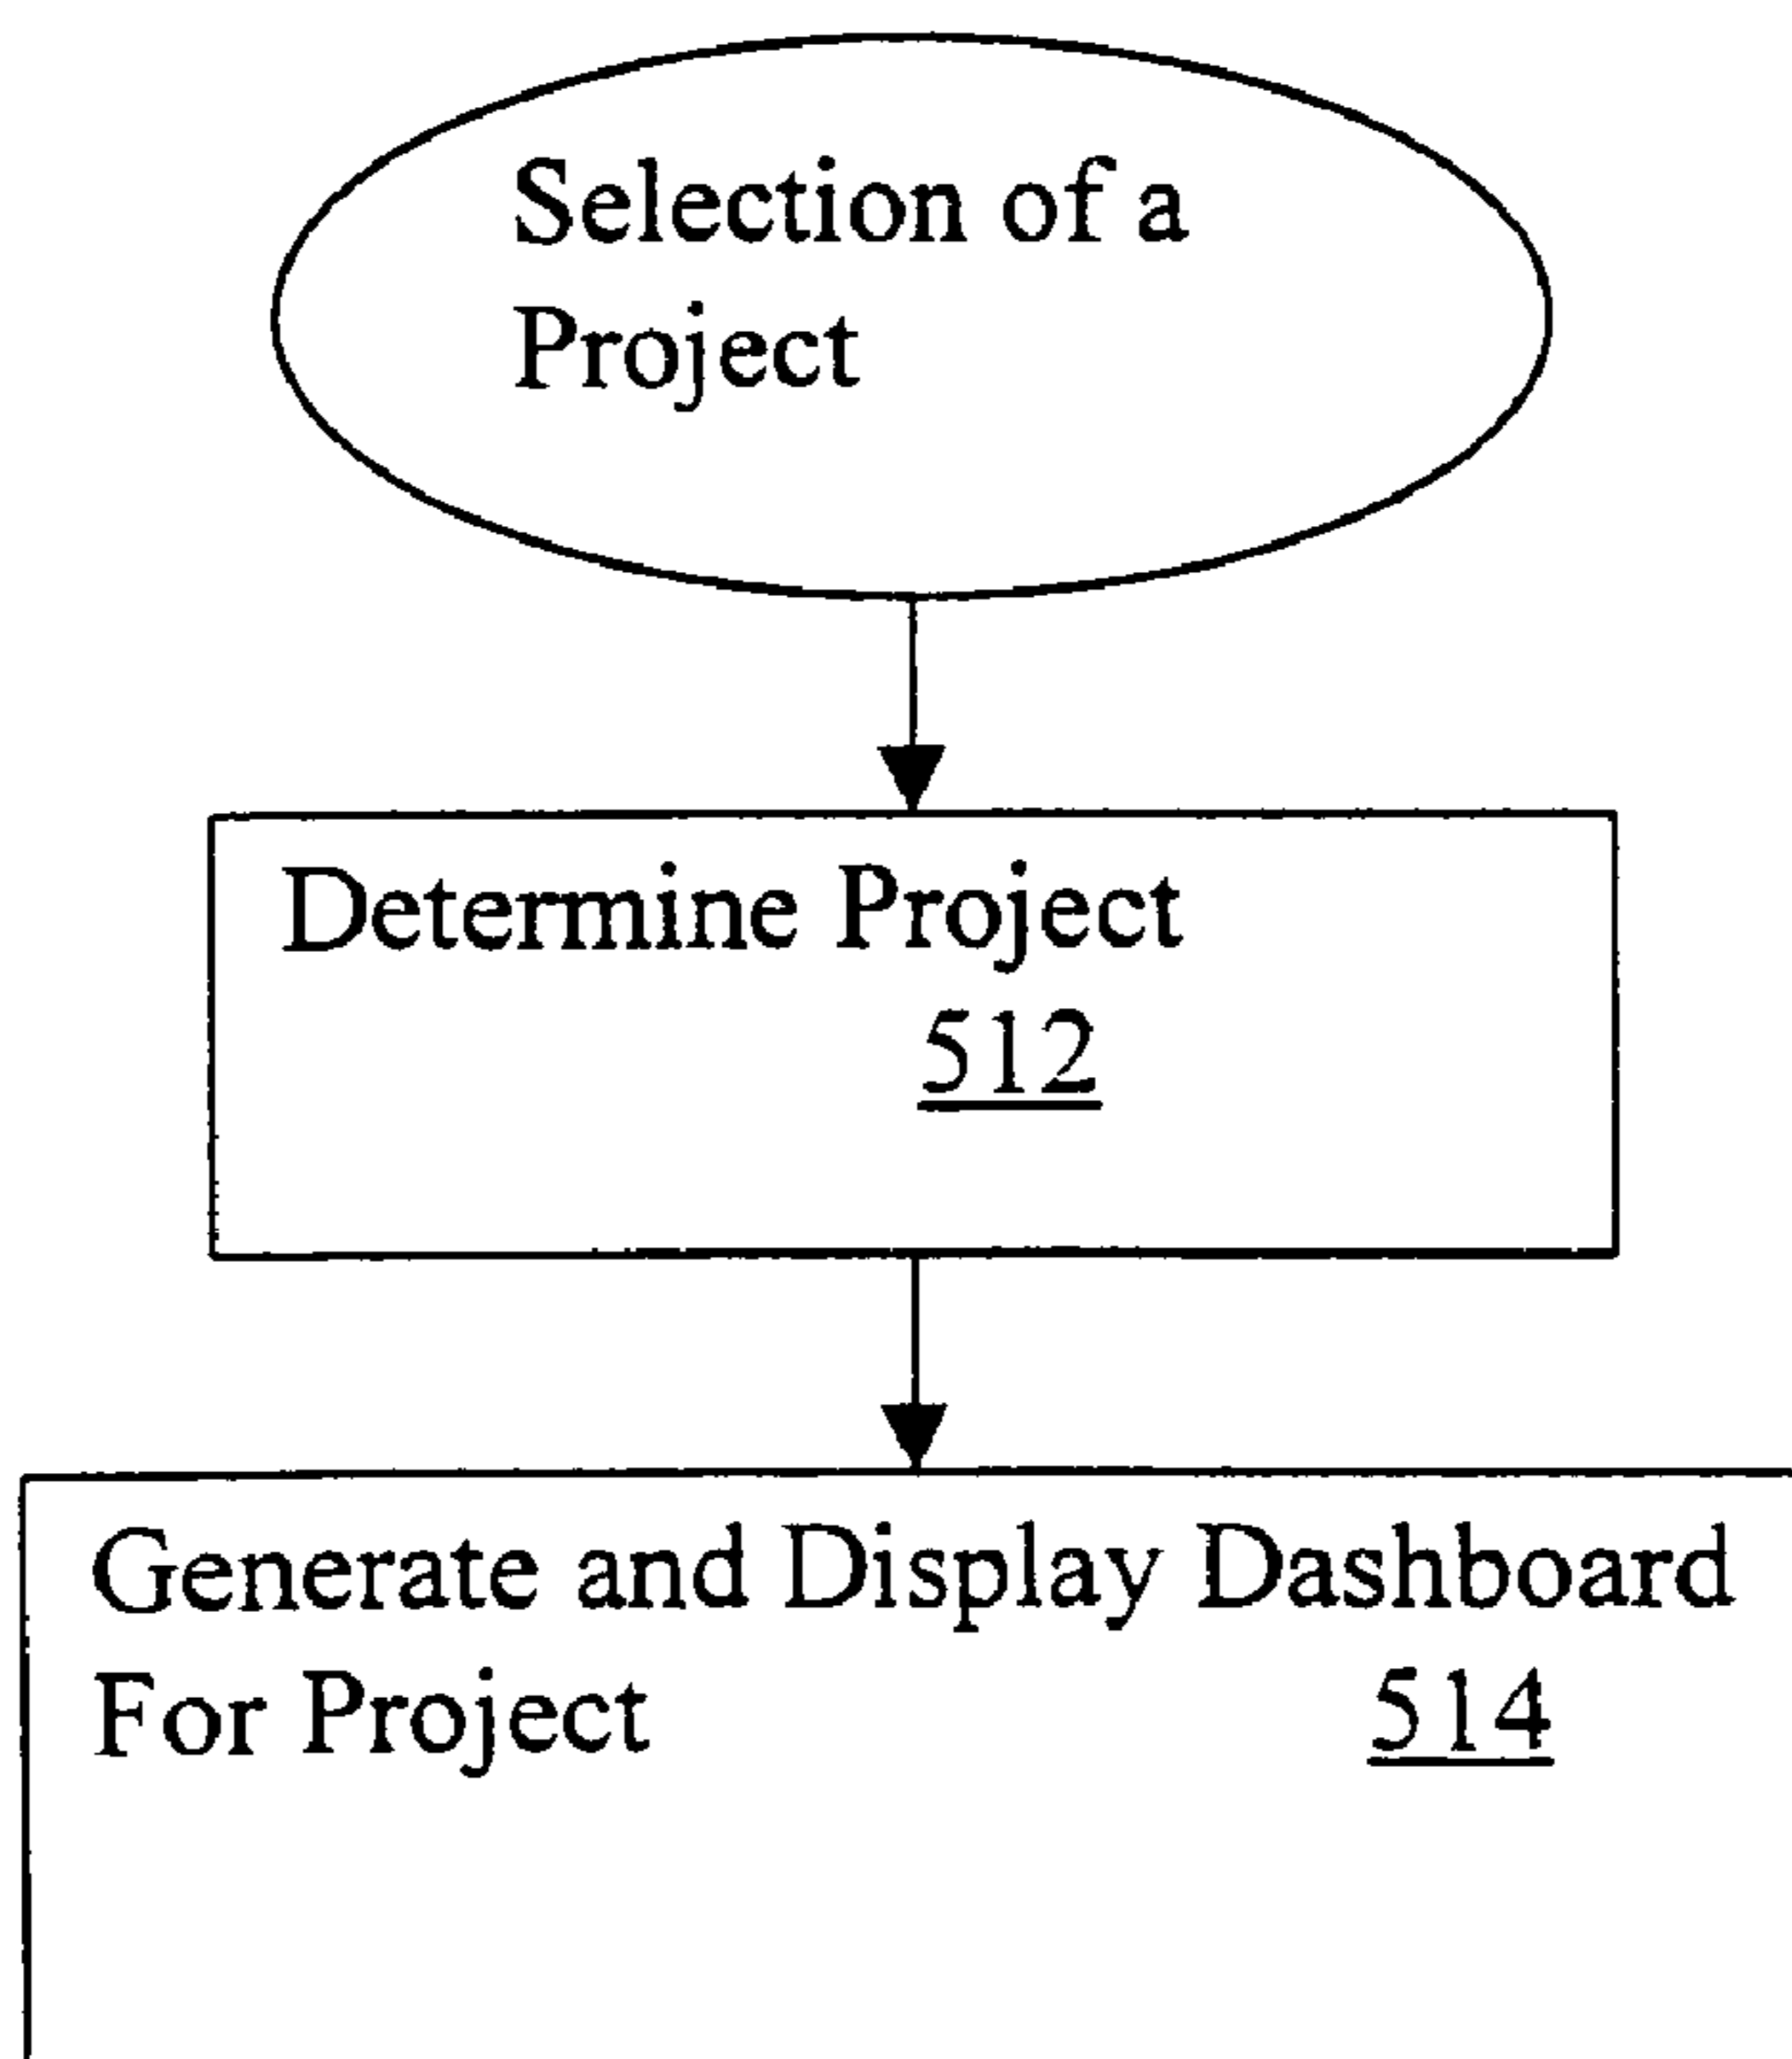 Selection of a
Project
Determine Project
512
Generate and Display Dashboard
For Project 514